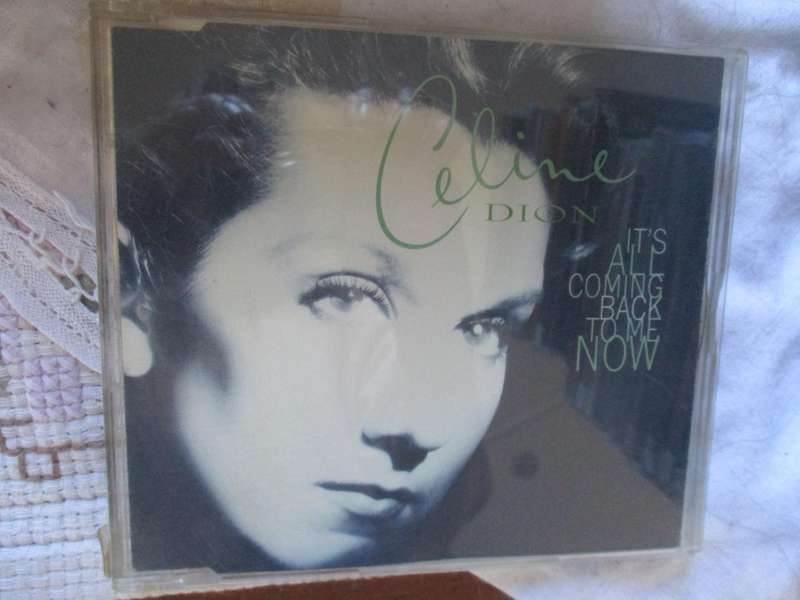 Celine
DION
IT'S
ALL
COMING
BACK
TO ME
NOW